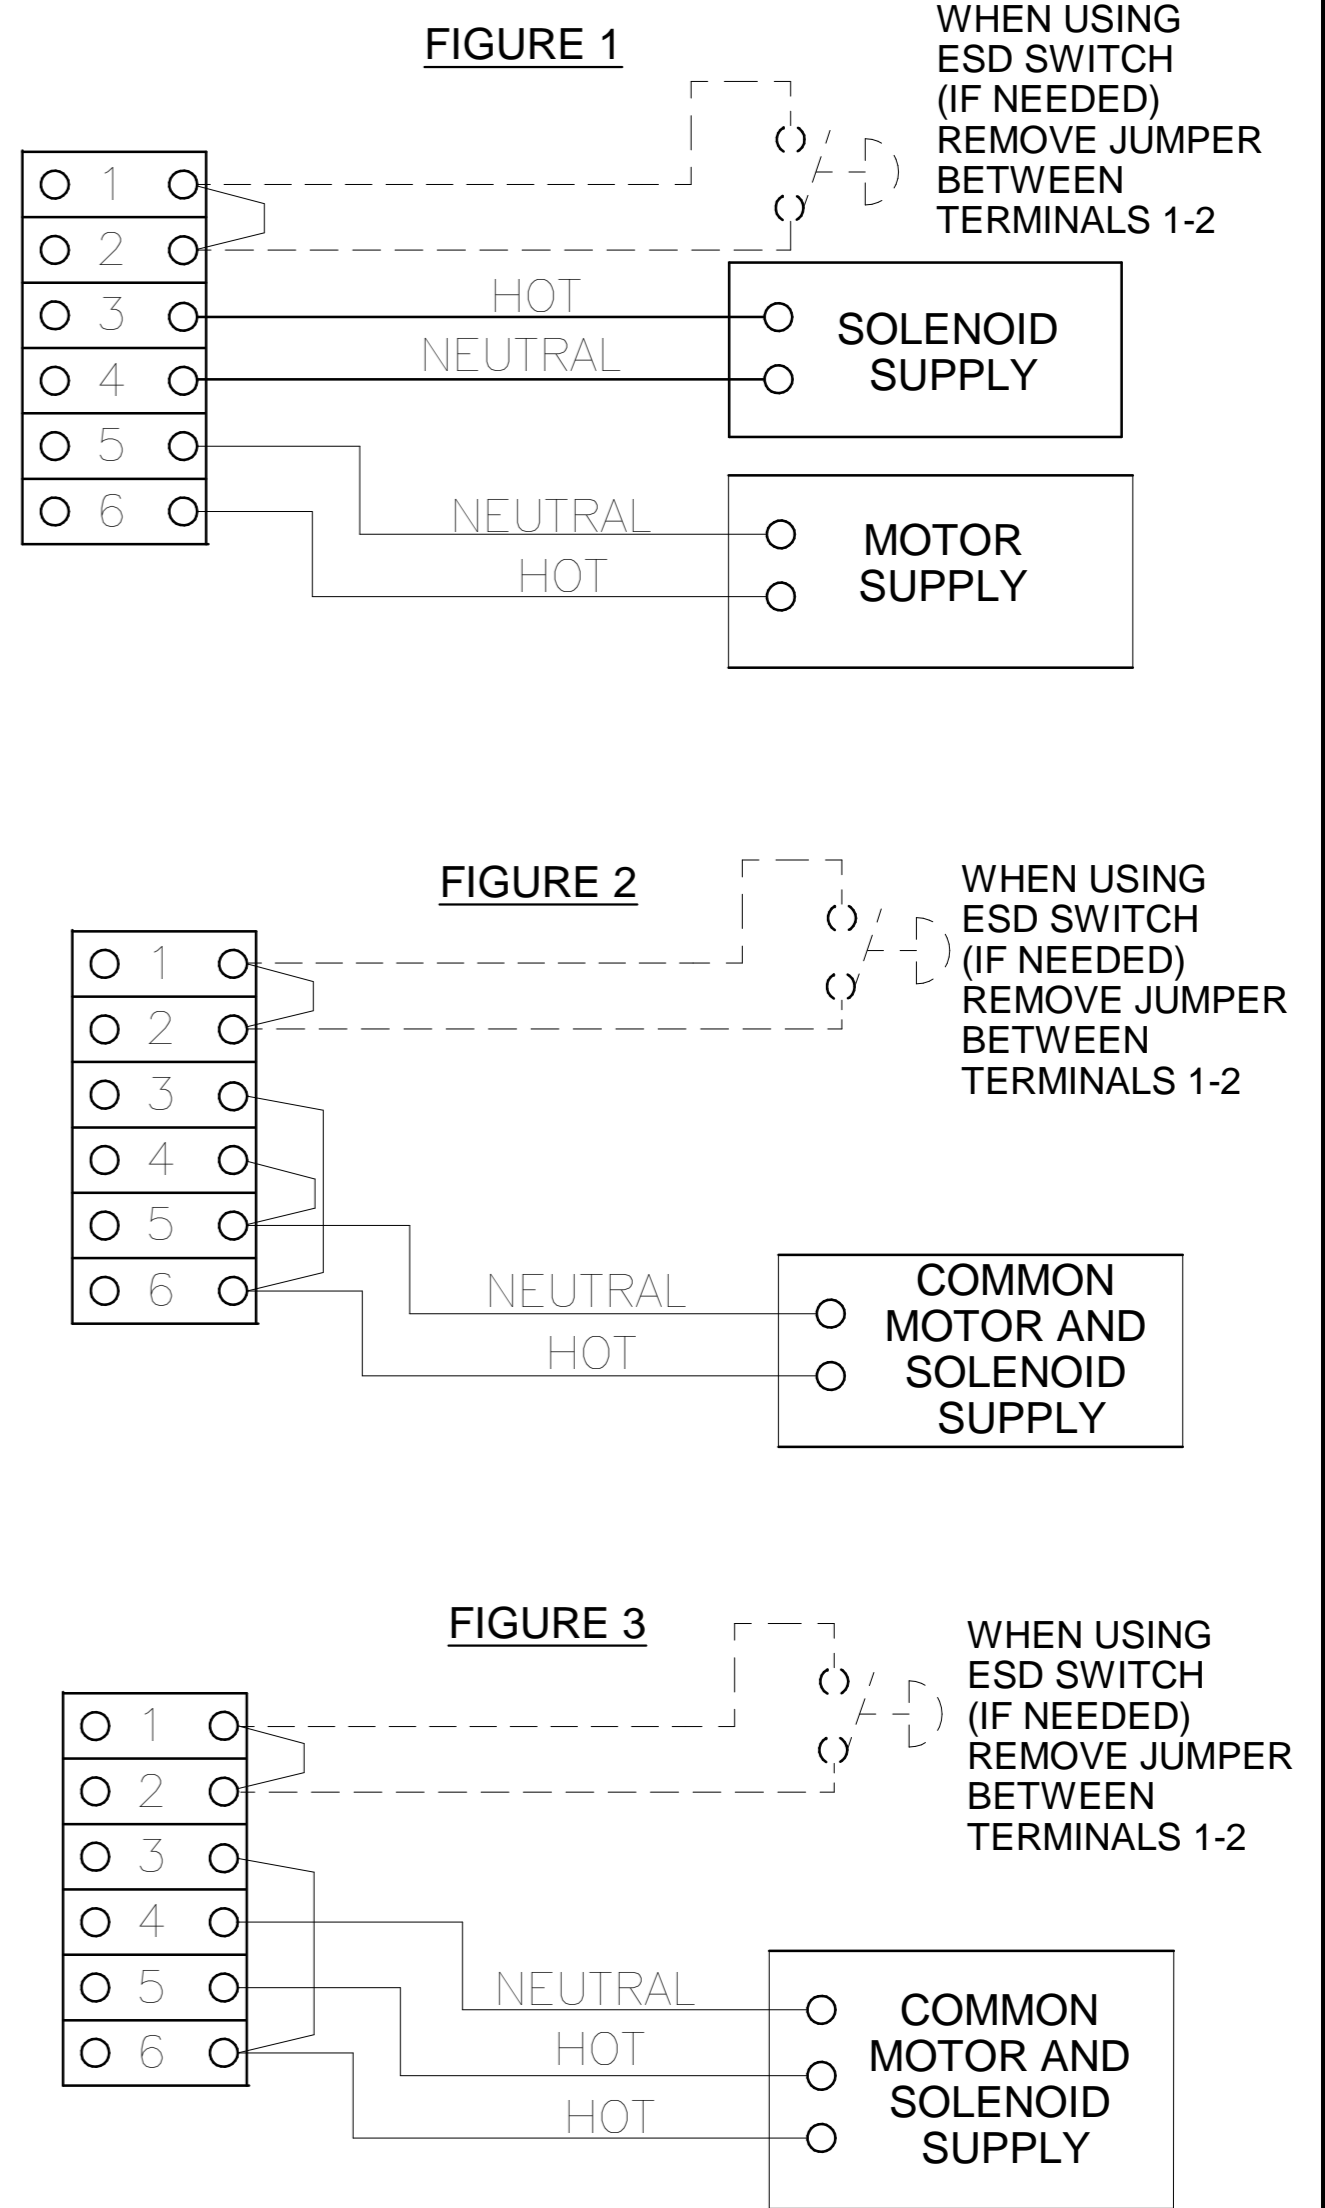 FIGURE 1
WHEN USING
ESD SWITCH
(IF NEEDED)
REMOVE JUMPER
BETWEEN
TERMINALS 1-2
1
2
3
4
5
6
HOT
NEUTRAL
SOLENOID
SUPPLY
NEUTRAL
HOT
MOTOR
SUPPLY
FIGURE 2
WHEN USING
ESD SWITCH
(IF NEEDED)
REMOVE JUMPER
BETWEEN
TERMINALS 1-2
1
2
3
4
5
6
NEUTRAL
HOT
COMMON
MOTOR AND
SOLENOID
SUPPLY
FIGURE 3
WHEN USING
ESD SWITCH
(IF NEEDED)
REMOVE JUMPER
BETWEEN
TERMINALS 1-2
1
2
3
4
5
6
NEUTRAL
HOT
HOT
COMMON
MOTOR AND
SOLENOID
SUPPLY